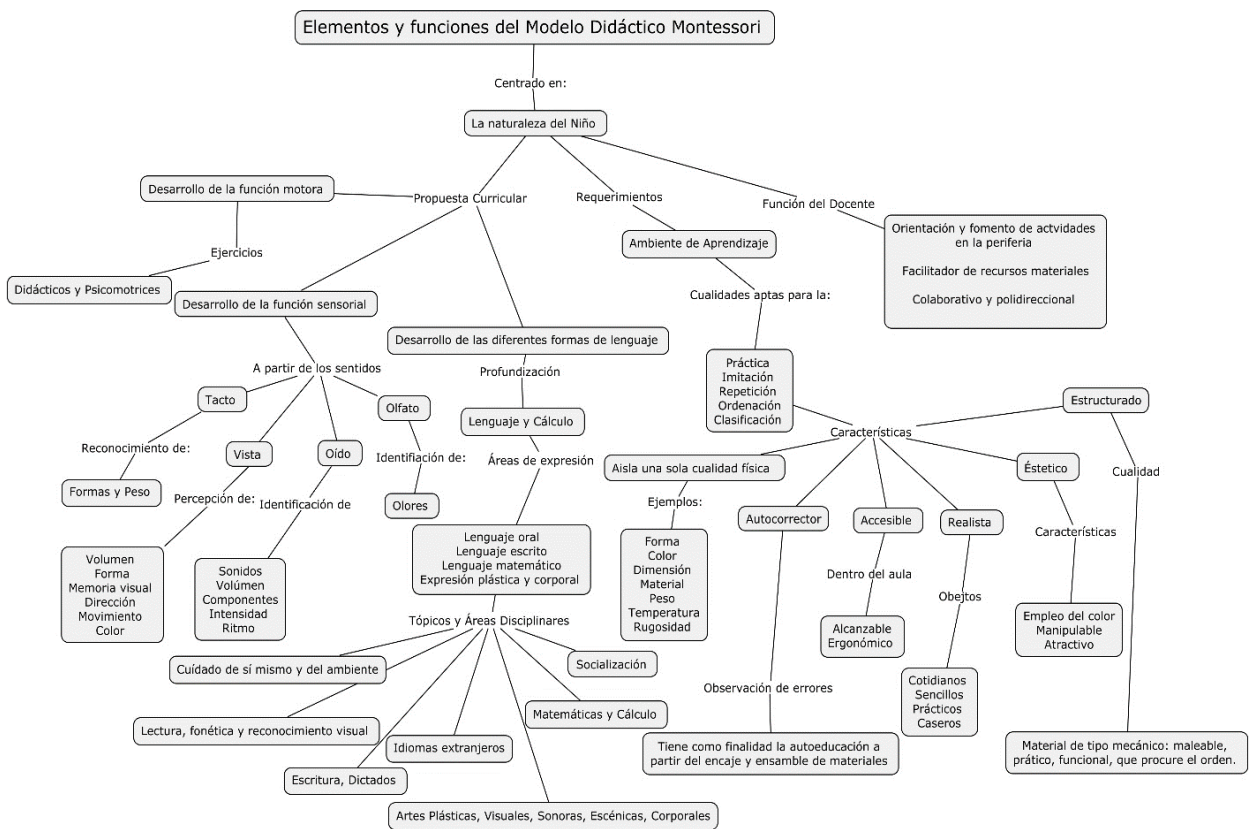 Elementos y funciones del Modelo Didáctico Montessori
Centrado en:
La naturaleza del Niño
Desarrollo de la función motora
Propuesta Curricular
Requerimientos
Función del Docente
Ejercicios
Didácticos y Psicomotrices
Desarrollo de la función sensorial
Ambiente de Aprendizaje
Orientación y fomento de actvidades
en la periferia
Facilitador de recursos materiales
Colaborativo y polidireccional
Cualidades aptas para la:
Desarrollo de las diferentes formas de lenguaje
A partir de los sentidos
Profundización
Práctica
Imitación
Repetición
Ordenación
Clasificación
Tacto
Olfato
Lenguaje y Cálculo
Estructurado
Características
Reconocimiento de:
Vista
Oído
Identifiación de:
Áreas de expresión
Aisla una sola cualidad física
Éstetico
Cualidad
Formas y Peso
Percepción de:
Identificación de
Olores
Ejemplos:
Autocorrector
Accesible
Realista
Características
Volumen
Forma
Memoria visual
Dirección
Movimiento
Color
Sonidos
Volúmen
Componentes
Intensidad
Ritmo
Lenguaje oral
Lenguaje escrito
Lenguaje matemático
Expresión plástica y corporal
Forma
Color
Dimensión
Material
Peso
Temperatura
Rugosidad
Dentro del aula
Obejtos
Alcanzable
Ergonómico
Empleo del color
Manipulable
Atractivo
Tópicos y Áreas Disciplinares
Cuídado de sí mismo y del ambiente
Socialización
Observación de errores
Cotidianos
Sencillos
Prácticos
Caseros
Lectura, fonética y reconocimiento visual
Matemáticas y Cálculo
Idiomas extranjeros
Tiene como finalidad la autoeducación a
partir del encaje y ensamble de materiales
Material de tipo mecánico: maleable,
prático, funcional, que procure el orden.
Escritura, Dictados
Artes Plásticas, Visuales, Sonoras, Escénicas, Corporales